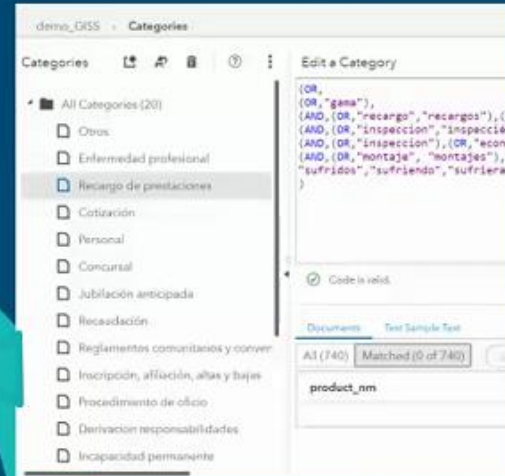 demo_GISS › Categories
Categories
All Categories (20)
Otros
Enfermedad profesional
Recargo de prestaciones
Cotización
Personal
Concursal
Jubilación anticipada
Recaudación
Reglamentos comunitarios y conver
Inscripción, afiliación, altas y bajas
Procedimiento de oficio
Derivacion responsabilidades
Incapacidad permanente
Edit a Category
(OR,
(OR,"gama"),
(AND,(OR,"recargo","recargos"),(
(AND,(OR,"inspeccion","inspecció
(AND,(OR,"inspeccion"),(OR,"econ
(AND,(OR,"montaje", "montajes"),
"sufridos","sufriendo","sufriera
)
Code is valid.
Documents Test Sample Text
All (740) Matched (0 of 740)
product_nm